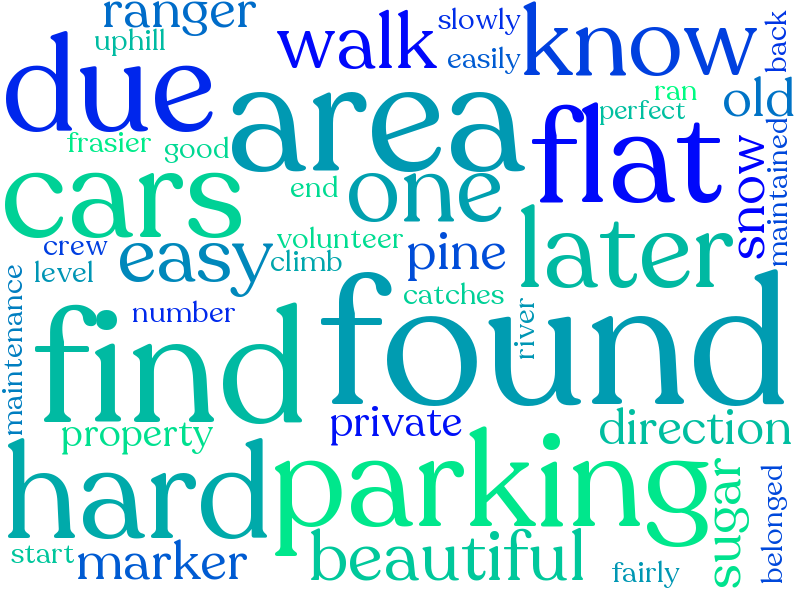 ranger
uphill
walk
slowly
easily
know
back
due
area
ran
perfect
old
frasier
good
flat
cars
end
one
snow
maintained
crew
level
easy
volunteer
climb
pine
later
catches
maintenance
number
find
found
river
property
private
direction
hard
parking
sugar
belonged
start
marker
beautiful
fairly